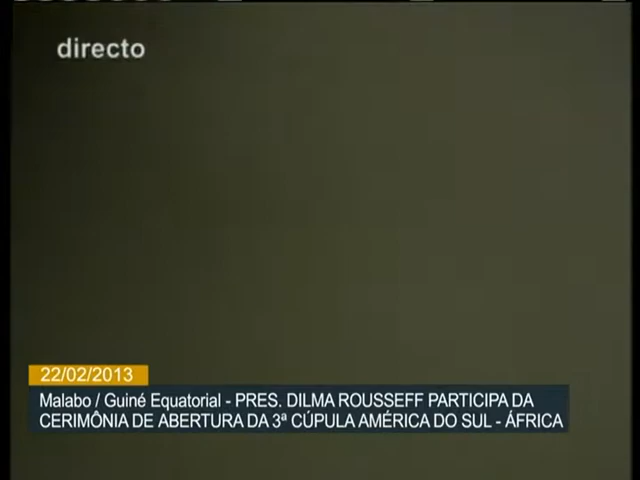 directo
22/02/2013
Malabo / Guiné Equatorial - PRES. DILMA ROUSSEFF PARTICIPA DA
CERIMÔNIA DE ABERTURA DA 3ª CÚPULA AMÉRICA DO SUL - ÁFRICA